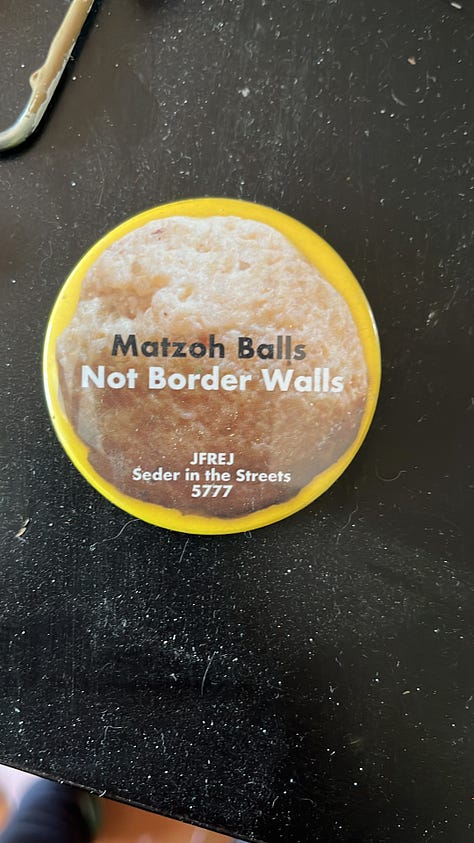 Matzoh Balls
Not Border Walls
JFREJ
Seder in the Streets
5777